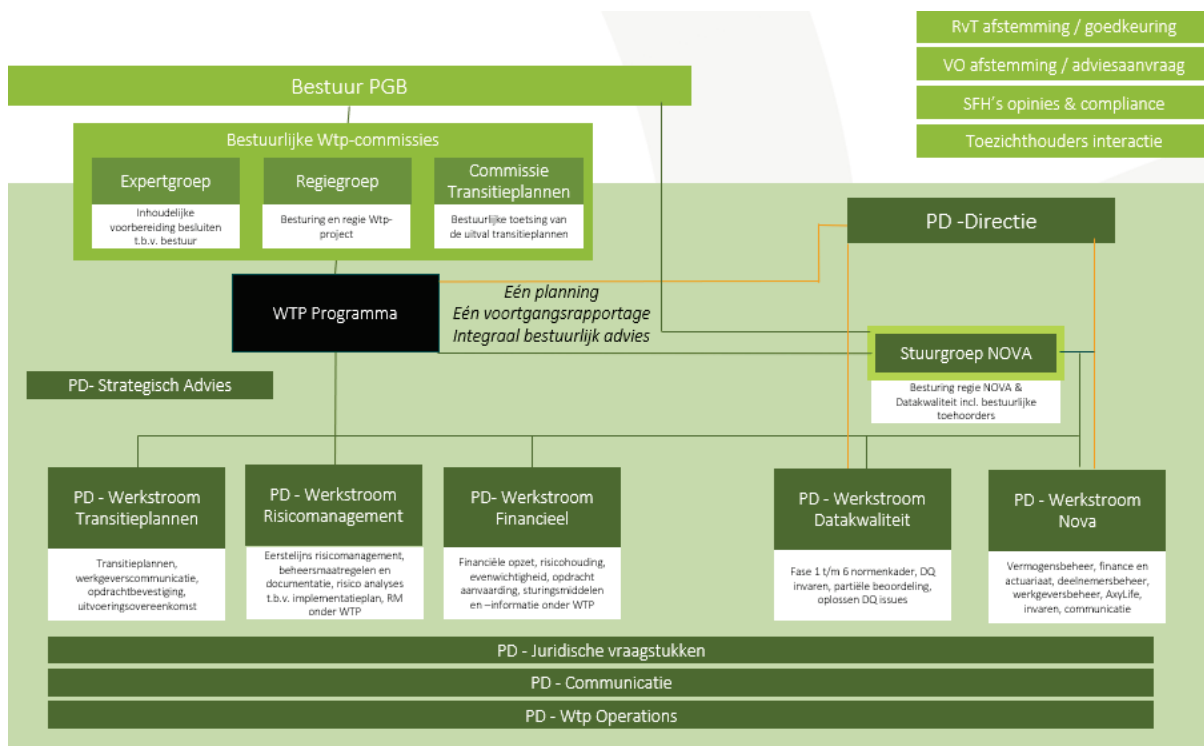 RvT afstemming / goedkeuring
VO afstemming / adviesaanvraag
SFH's opinies & compliance
Toezichthouders interactie
Bestuur PGB
Bestuurlijke Wtp-commissies
Expertgroep
Inhoudelijke
voorbereiding besluiten
t.b.v. bestuur
Regiegroep
Besturing en regie Wtp-
project
Commissie
Transitieplannen
Bestuurlijke toetsing van
de uitval transitieplannen
PD -Directie
WTP Programma
Eén planning
Eén voortgangsrapportage
Integraal bestuurlijk advies
Stuurgroep NOVA
Besturing regie NOVA &
Datakwaliteit incl. bestuurlijke
toehoorders
PD- Strategisch Advies
PD - Werkstroom
Transitieplannen
Transitieplannen,
werkgeverscommunicatie,
opdrachtbevestiging,
uitvoeringsovereenkomst
PD - Werkstroom
Risicomanagement
Eerstelijns risicomanagement,
beheersmaatregelen en
documentatie, risico analyses
t.b.v. implementatieplan, RM
onder WTP
PD- Werkstroom
Financieel
Financiële opzet, risicohouding,
evenwichtigheid, opdracht
aanvaarding, sturingsmiddelen
en –informatie onder WTP
PD - Werkstroom
Datakwaliteit
Fase 1 t/m 6 normenkader, DQ
invaren, partiële beoordeling,
oplossen DQ issues
PD - Werkstroom
Nova
Vermogensbeheer, finance en
actuariaat, deelnemersbeheer,
werkgeversbeheer, AxyLife,
invaren, communicatie
PD - Juridische vraagstukken
PD - Communicatie
PD - Wtp Operations